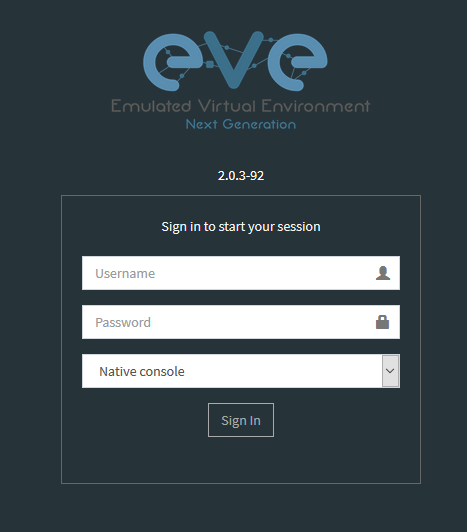 eve
Emulated Virtual Environment
Next Generation
2.0.3-92
Sign in to start your session
Username
Password
Native console
Sign In